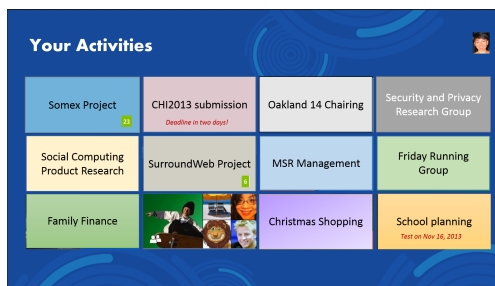 Your Activities
Somex Project
23
CHI2013 submission
Deadline in two days!
Oakland 14 Chairing
Security and Privacy
Research Group
Social Computing
Product Research
SurroundWeb Project
6
MSR Management
Friday Running
Group
Family Finance
Christmas Shopping
School planning
Test on Nov 16, 2013